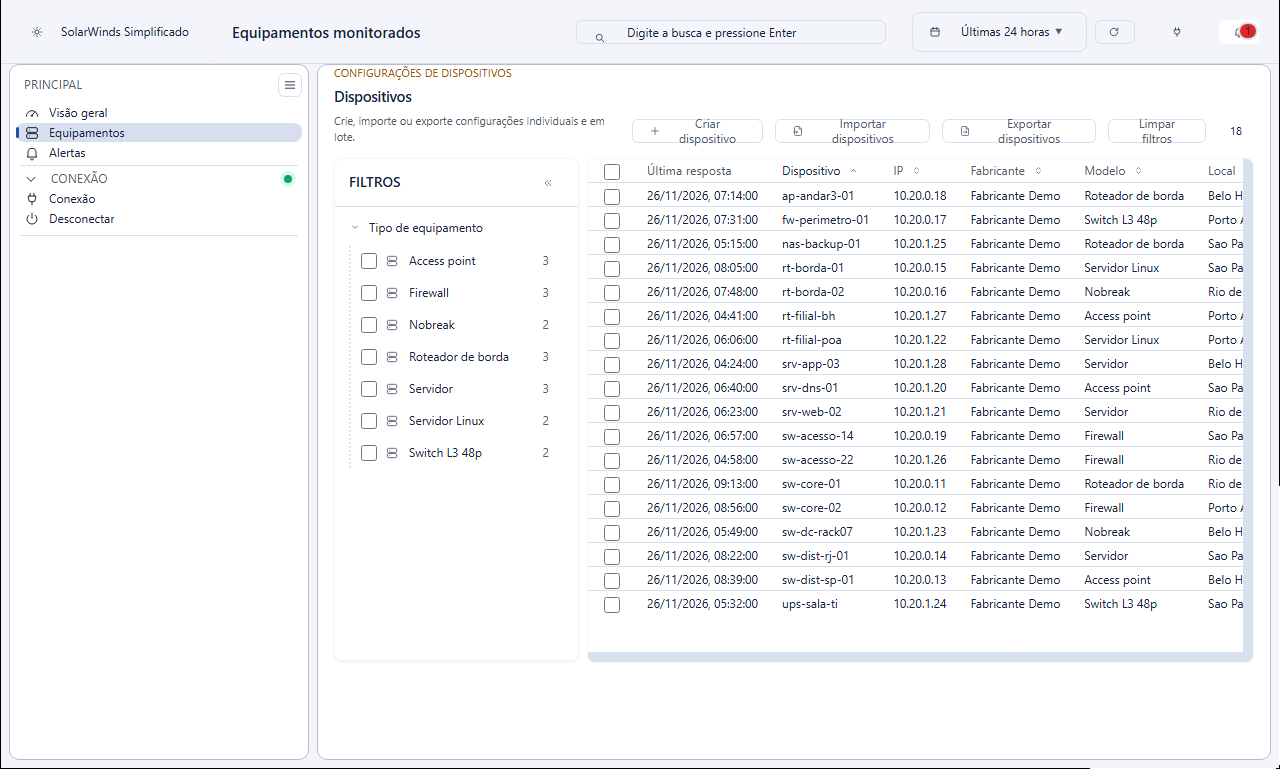 SolarWinds Simplificado
Equipamentos monitorados
Digite a busca e pressione Enter
Últimas 24 horas
1
PRINCIPAL
Visão geral
Equipamentos
Alertas
CONEXÃO
Conexão
Desconectar
CONFIGURAÇÕES DE DISPOSITIVOS
Dispositivos
Crie, importe ou exporte configurações individuais e em
lote.
Criar
dispositivo
Importar
dispositivos
Exportar
dispositivos
Limpar
filtros
18
FILTROS
Tipo de equipamento
Access point 3
Firewall 3
Nobreak 2
Roteador de borda 3
Servidor 3
Servidor Linux 2
Switch L3 48p 2
Última resposta Dispositivo IP Fabricante Modelo Local
26/11/2026, 07:14:00 ap-andar3-01 10.20.0.18 Fabricante Demo Roteador de borda Belo H
26/11/2026, 07:31:00 fw-perimetro-01 10.20.0.17 Fabricante Demo Switch L3 48p Porto A
26/11/2026, 05:15:00 nas-backup-01 10.20.1.25 Fabricante Demo Roteador de borda Sao Pa
26/11/2026, 08:05:00 rt-borda-01 10.20.0.15 Fabricante Demo Servidor Linux Sao Pa
26/11/2026, 07:48:00 rt-borda-02 10.20.0.16 Fabricante Demo Nobreak Rio de
26/11/2026, 04:41:00 rt-filial-bh 10.20.1.27 Fabricante Demo Access point Porto A
26/11/2026, 06:06:00 rt-filial-poa 10.20.1.22 Fabricante Demo Servidor Linux Porto A
26/11/2026, 04:24:00 srv-app-03 10.20.1.28 Fabricante Demo Servidor Belo H
26/11/2026, 06:40:00 srv-dns-01 10.20.1.20 Fabricante Demo Access point Sao Pa
26/11/2026, 06:23:00 srv-web-02 10.20.1.21 Fabricante Demo Servidor Rio de
26/11/2026, 06:57:00 sw-acesso-14 10.20.0.19 Fabricante Demo Firewall Sao Pa
26/11/2026, 04:58:00 sw-acesso-22 10.20.1.26 Fabricante Demo Firewall Rio de
26/11/2026, 09:13:00 sw-core-01 10.20.0.11 Fabricante Demo Roteador de borda Rio de
26/11/2026, 08:56:00 sw-core-02 10.20.0.12 Fabricante Demo Firewall Porto A
26/11/2026, 05:49:00 sw-dc-rack07 10.20.1.23 Fabricante Demo Nobreak Belo H
26/11/2026, 08:22:00 sw-dist-rj-01 10.20.0.14 Fabricante Demo Servidor Sao Pa
26/11/2026, 08:39:00 sw-dist-sp-01 10.20.0.13 Fabricante Demo Access point Belo H
26/11/2026, 05:32:00 ups-sala-ti 10.20.1.24 Fabricante Demo Switch L3 48p Sao Pa